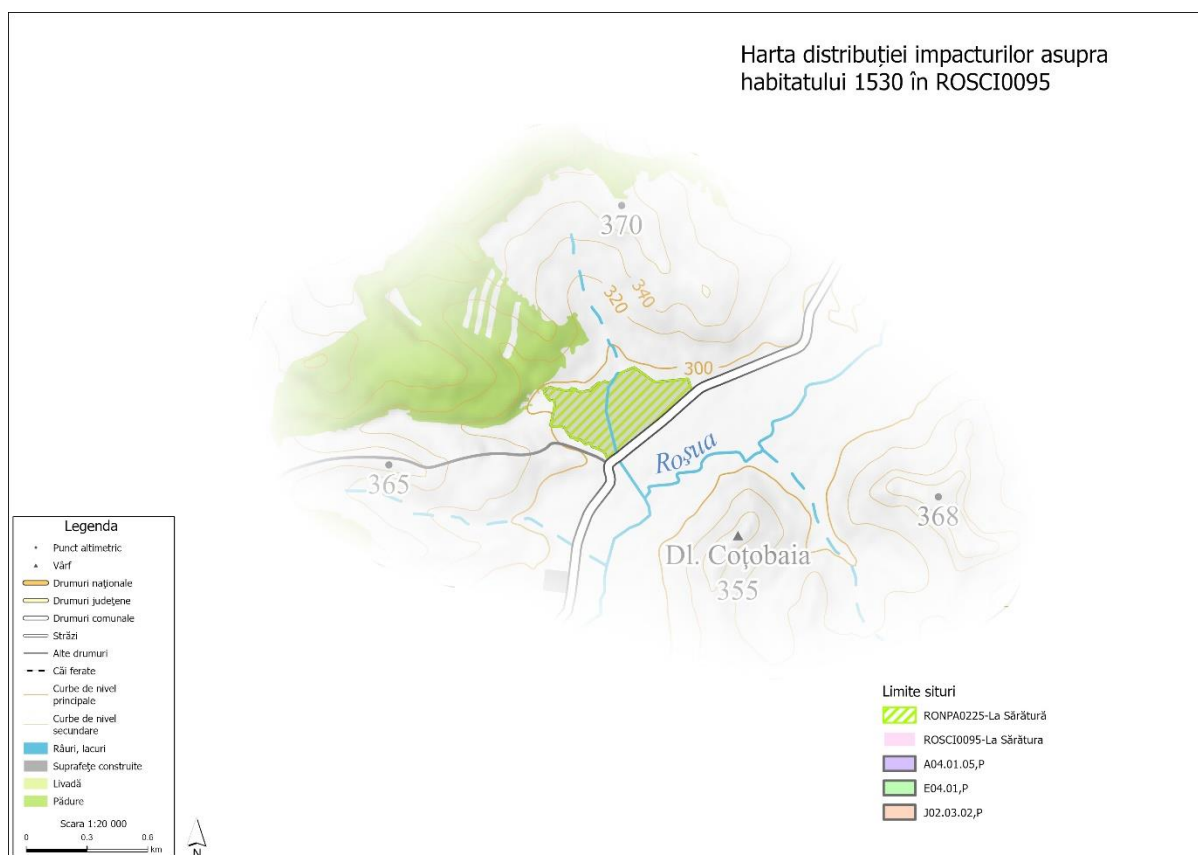 Harta distribuției impacturilor asupra
habitatului 1530 în ROSCI0095
370
340
320
300
Roșua
365
368
Dl. Coțobaia
355
Legenda
Punct altimetric
Vârf
Drumuri naționale
Drumuri județene
Drumuri comunale
Străzi
Alte drumuri
Căi ferate
Curbe de nivel
principale
Curbe de nivel
secundare
Râuri, lacuri
Suprafețe construite
Livadă
Pădure
Scara 1:20 000
0 0.3 0.6
km
N
Limite situri
RONPA0225-La Sărătură
ROSCI0095-La Sărătura
A04.01.05,P
E04.01,P
J02.03.02,P